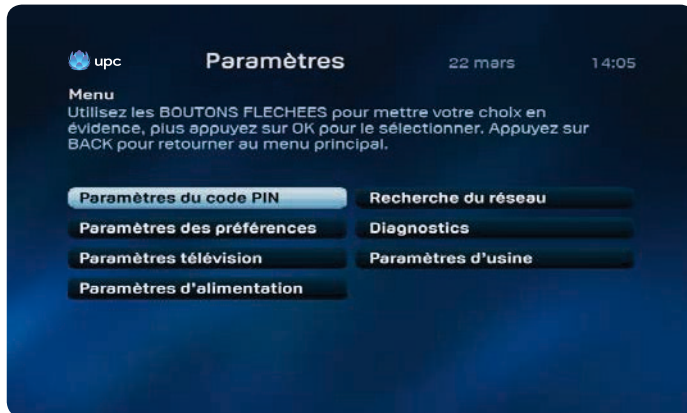 upc Paramètres 22 mars 14:05
Menu
Utilisez les BOUTONS FLECHEES pour mettre votre choix en
évidence, plus appuyez sur OK pour le sélectionner. Appuyez sur
BACK pour retourner au menu principal.
Paramètres du code PIN Recherche du réseau
Paramètres des préférences Diagnostics
Paramètres télévision Paramètres d'usine
Paramètres d'alimentation